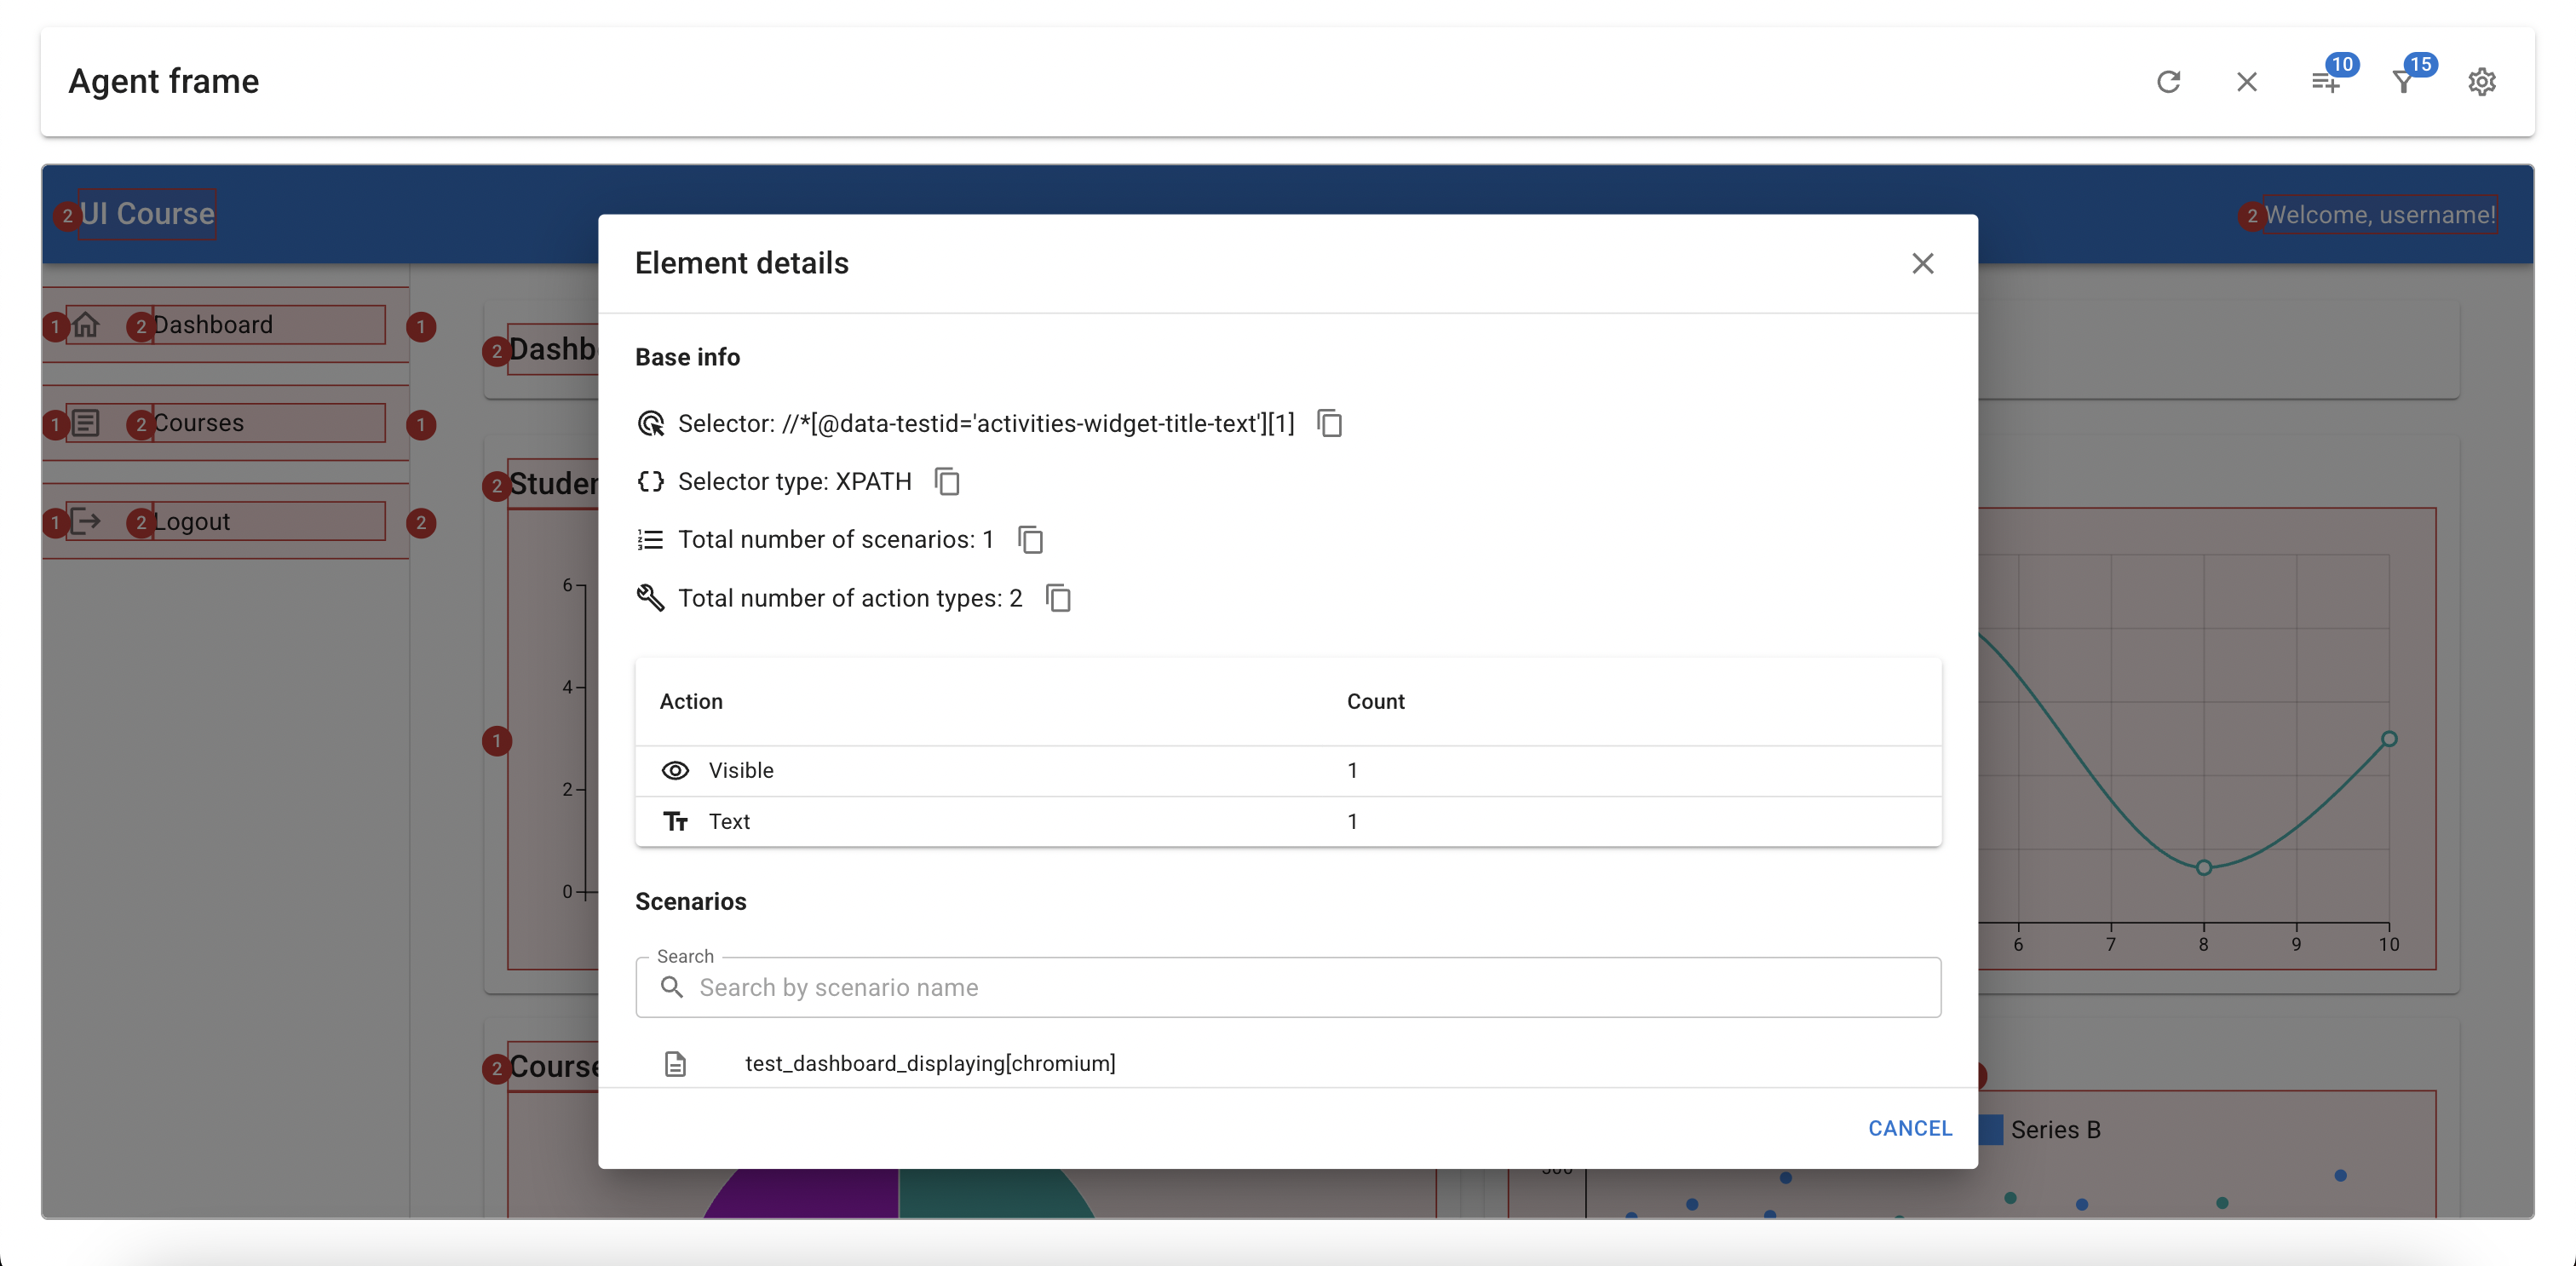 Agent frame
10
15
2 UI Course
2 Welcome, username!
Element details
1 2 Dashboard 1
1 2 Courses 1
1 2 Logout 2
2 Dashb
2 Studen
Base info
Selector: //*[@data-testid='activities-widget-title-text'][1]
Selector type: XPATH
Total number of scenarios: 1
Total number of action types: 2
6
4
2
0
1
Action Count
Visible 1
Text 1
6 7 8 9 10
Scenarios
Search
Search by scenario name
test_dashboard_displaying[chromium]
2 Course
CANCEL
Series B